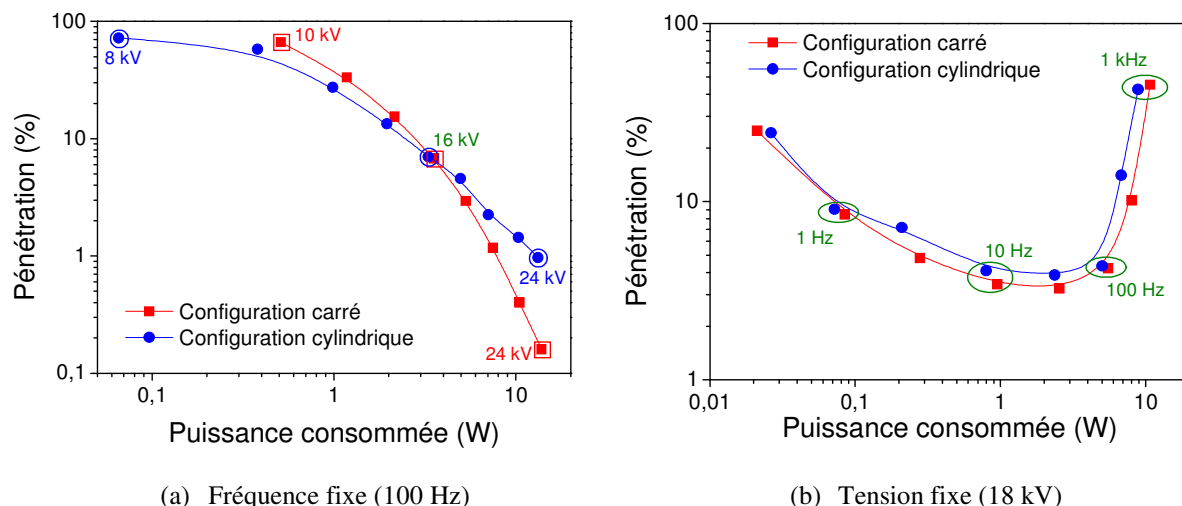 100
10
1
0,1
0,1
1
10
Pénétration (%)
Puissance consommée (W)
8 kV
10 kV
16 kV
24 kV
24 kV
Configuration carré
Configuration cylindrique
(a) Fréquence fixe (100 Hz)
100
10
1
0,01
0,1
1
10
Pénétration (%)
Puissance consommée (W)
Configuration carré
Configuration cylindrique
1 kHz
1 Hz
10 Hz
100 Hz
(b) Tension fixe (18 kV)